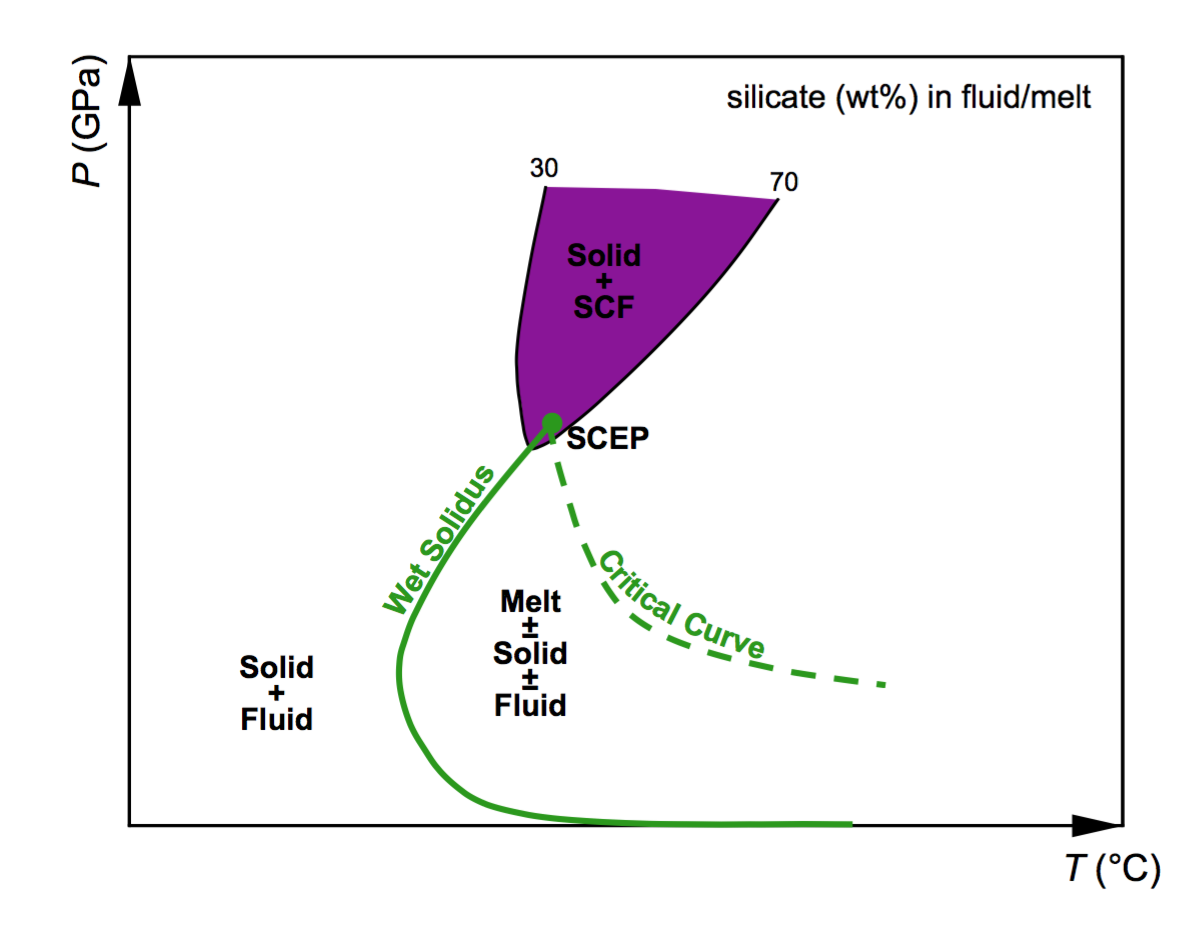 P (GPa)
silicate (wt%) in fluid/melt
30
70
Solid
+
SCF
SCEP
Wet Solidus
Critical Curve
Melt
±
Solid
±
Fluid
Solid
+
Fluid
T (°C)